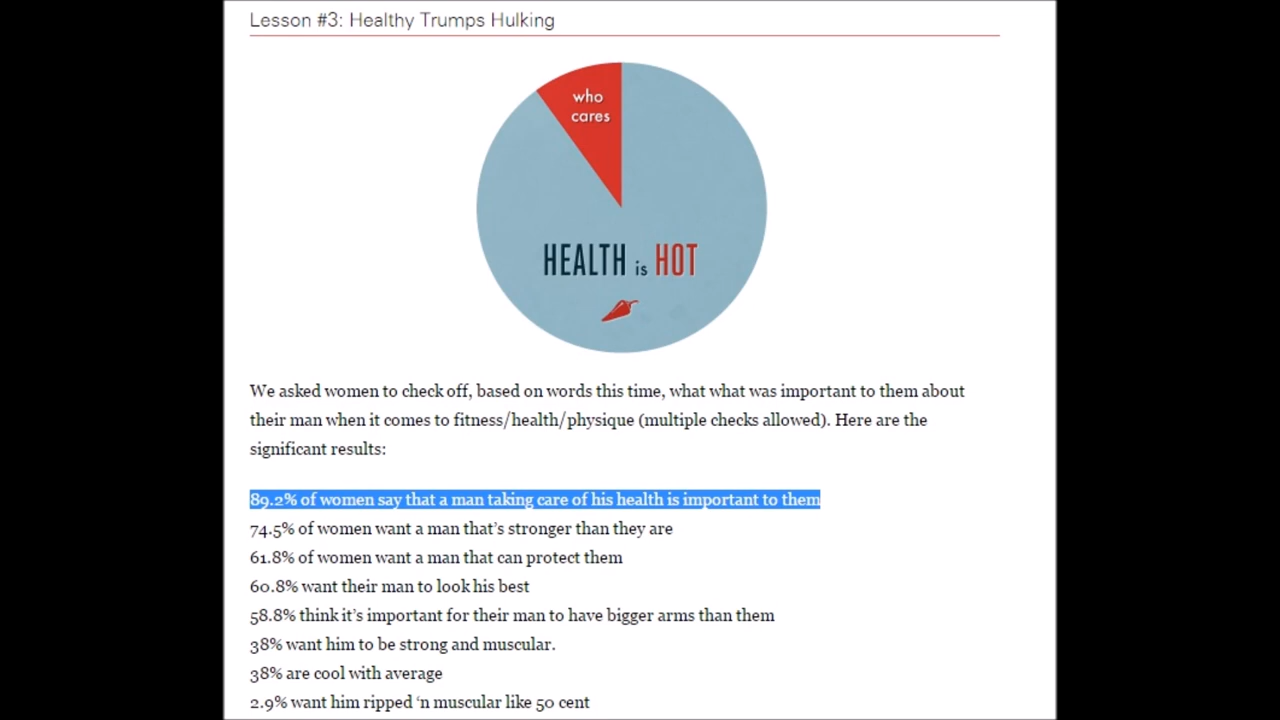 Lesson #3: Healthy Trumps Hulking
who
cares
HEALTH is HOT
We asked women to check off, based on words this time, what what was important to them about
their man when it comes to fitness/health/physique (multiple checks allowed). Here are the
significant results:
89.2% of women say that a man taking care of his health is important to them
74.5% of women want a man that's stronger than they are
61.8% of women want a man that can protect them
60.8% want their man to look his best
58.8% think it's important for their man to have bigger arms than them
38% want him to be strong and muscular.
38% are cool with average
2.9% want him ripped ‘n muscular like 50 cent